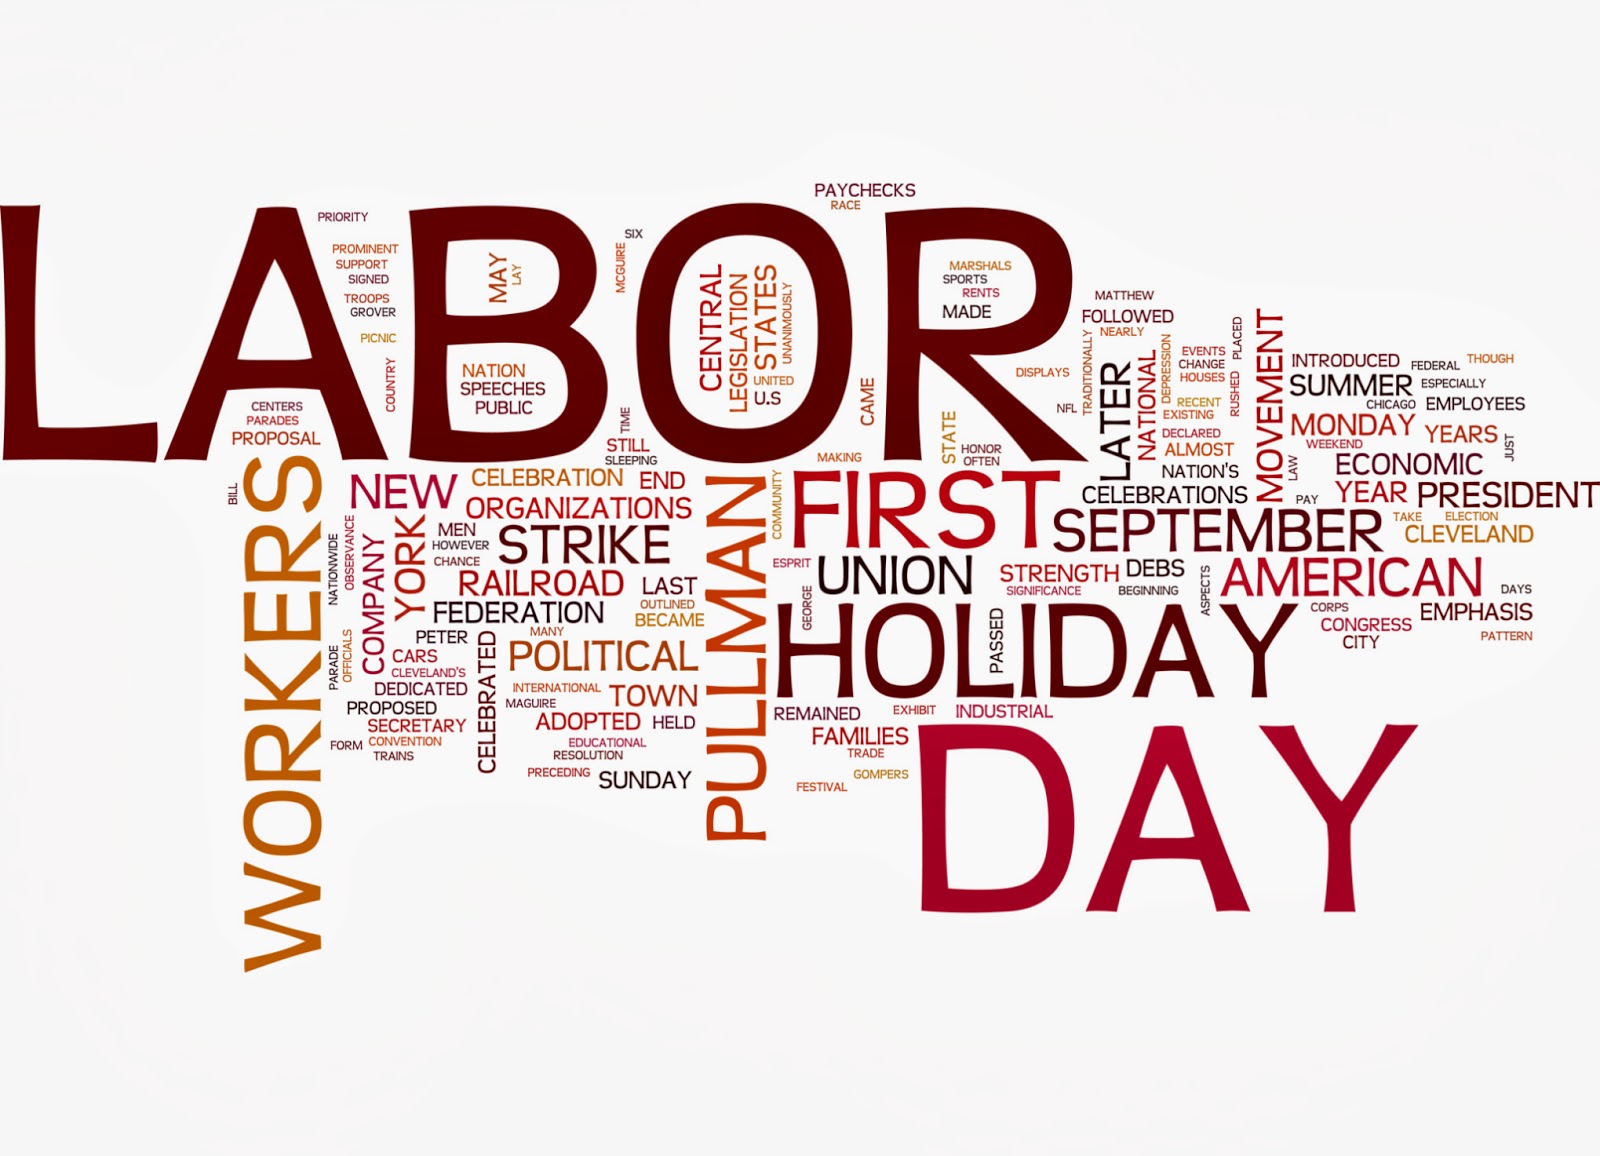 LABOR
PAYCHECKS
RACE
PRIORITY
PROMINENT
SUPPORT
SIGNED
TROOPS
GROVER
PICNIC
COUNTRY
MAY
LAY
NATION
SPEECHES
PUBLIC
SIX
MCGUIRE
TIME
STILL
SLEEPING
CENTRAL
LEGISLATION
STATES
UNANIMOUSLY
UNITED
U.S
CAME
MAKING
MARSHALS
SPORTS
RENTS
MADE
STATE
HONOR
OFTEN
DISPLAYS
NFL
MATTHEW
FOLLOWED
NEARLY
TRADITIONALLY
LATER
NATIONAL
DEPRESSION
EVENTS
CHANGE
HOUSES
RECENT
EXISTING
DECLARED
ALMOST
NATION'S
CELEBRATIONS
PLACED
RUSHED
MOVEMENT
INTRODUCED
FEDERAL
THOUGH
SUMMER
ESPECIALLY
CHICAGO
EMPLOYEES
MONDAY
YEARS
WEEKEND
JUST
LAW
ECONOMIC
PAY
YEAR
PRESIDENT
TAKE
ELECTION
CLEVELAND
CENTERS
PARADES
PROPOSAL
WORKERS
BILL
NATIONWIDE
OBSERVANCE
NEW
CELEBRATION
END
ORGANIZATIONS
COMPANY
YORK
MEN
HOWEVER
CHANCE
STRIKE
RAILROAD
LAST
FEDERATION
OUTLINED
BECAME
PARADE
OFFICIALS
PETER
CARS
CLEVELAND'S
DEDICATED
PROPOSED
SECRETARY
FORM
CONVENTION
TRAINS
CELEBRATED
MANY
POLITICAL
INTERNATIONAL
MAGUIRE
TOWN
ADOPTED
HELD
EDUCATIONAL
RESOLUTION
PRECEDING
SUNDAY
PULLMAN
COMMUNITY
FIRST
SEPTEMBER
ESPRIT
UNION
STRENGTH
DEBS
SIGNIFICANCE
BEGINNING
ASPECTS
AMERICAN
DAYS
CORPS
EMPHASIS
CONGRESS
CITY
PATTERN
GEORGE
HOLIDAY
PASSED
REMAINED
EXHIBIT
INDUSTRIAL
FAMILIES
TRADE
GOMPERS
FESTIVAL
DAY